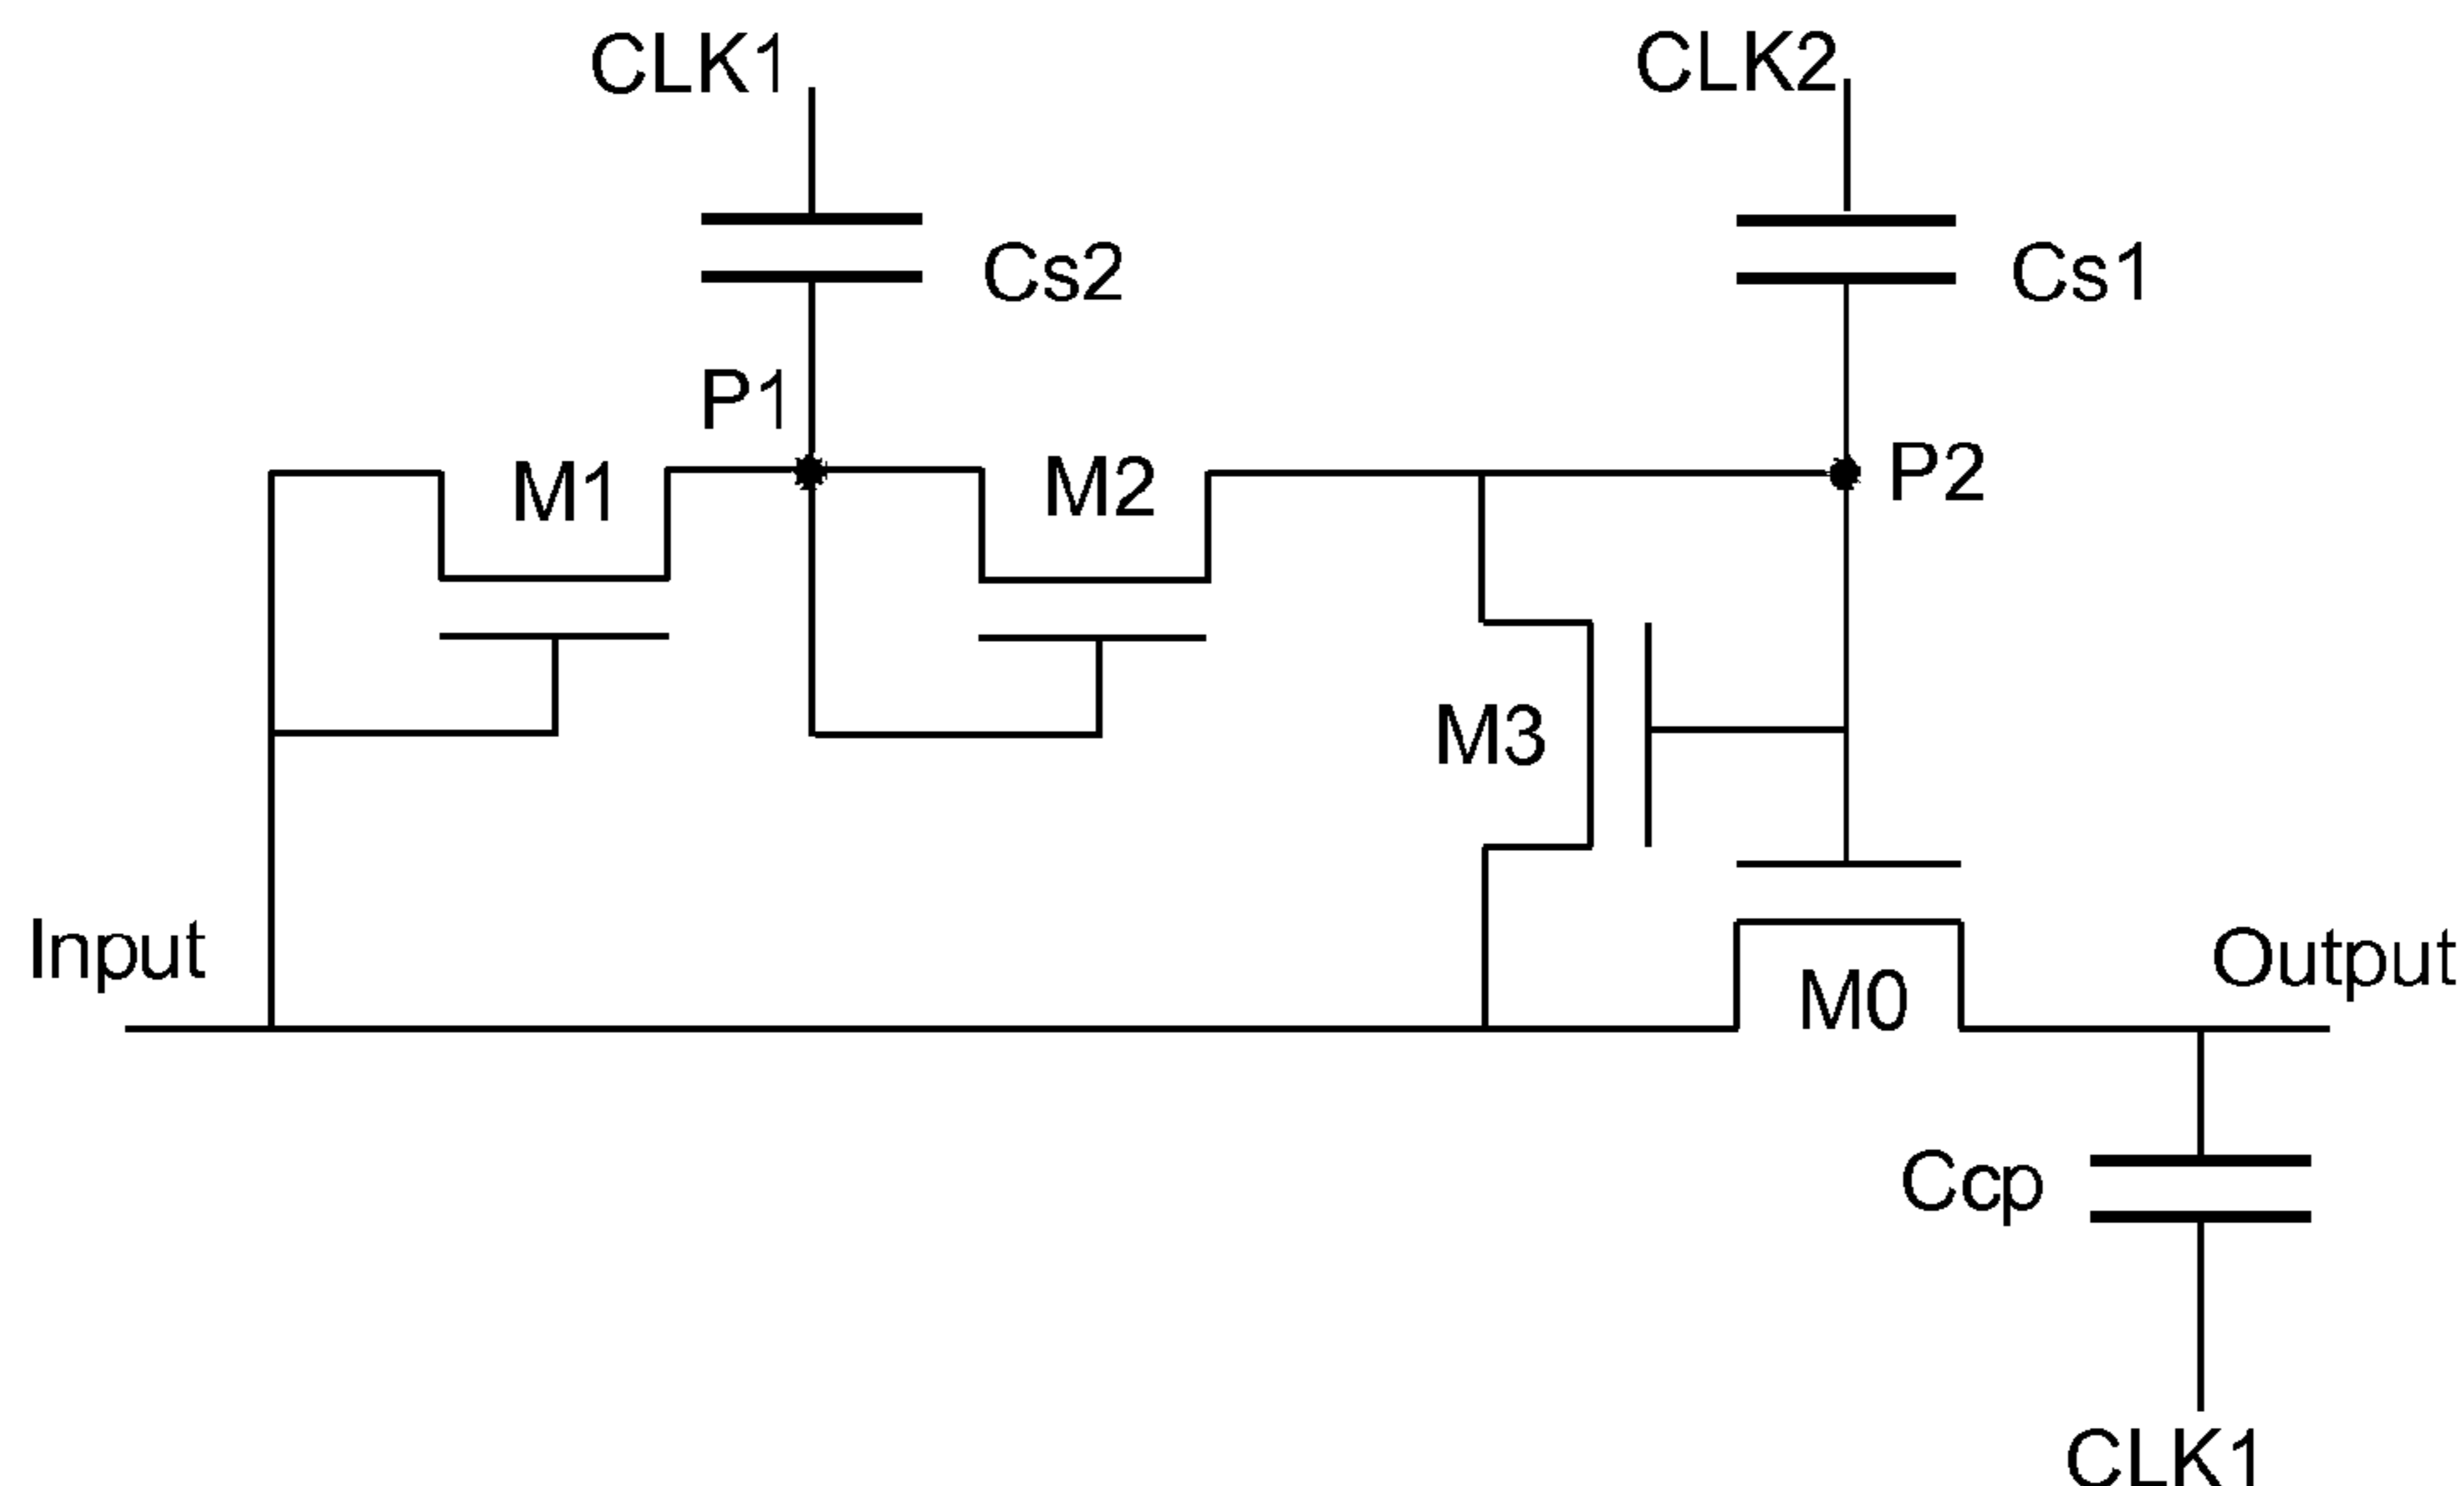 CLK1
CLK2
Cs2
Cs1
P1
M1
M2
P2
M3
Input
M0
Output
Ccp
CLK1